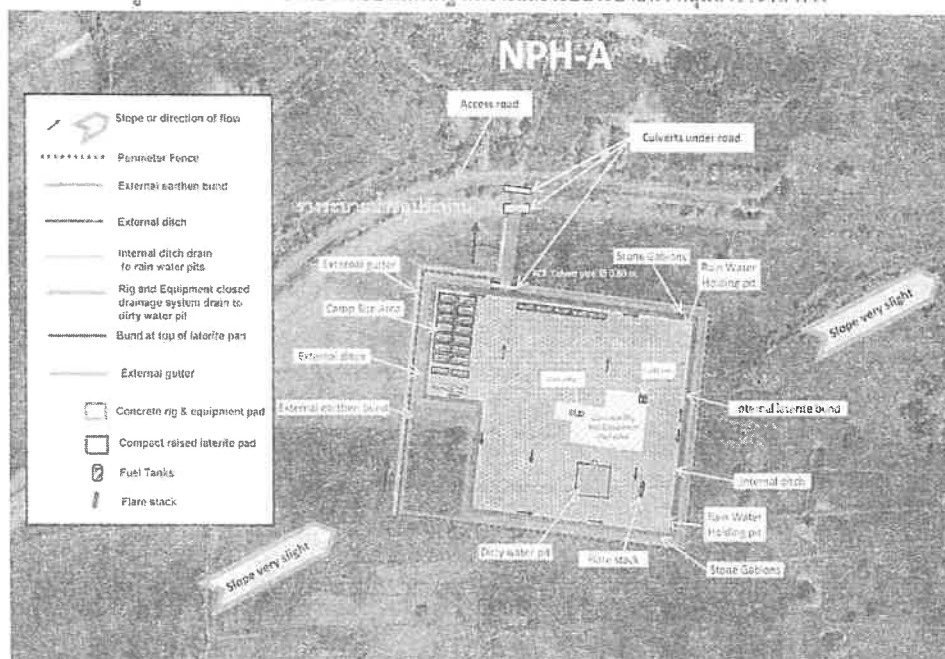 NPH-A
Access road
Culverts under road
Slope or direction of flow
Perimeter Fence
External earthen bund
External ditch
Internal ditch drain
to rain water pits
Rig and Equipment closed
drainage system drain to
dirty water pit
Bund at top of laterite pan
External gutter
Concrete rig & equipment pad
Compact raised laterite pad
Fuel Tanks
Flare stack
External gutter
Camp Site Area
External ditch
External earthen bund
Stone Gabions
Rain Water
Holding pit
Slope very slight
Internal laterite bund
Internal ditch
Rain Water
Holding pit
Stone Gabions
Dirty water pit
Flare stack
Slope very slight